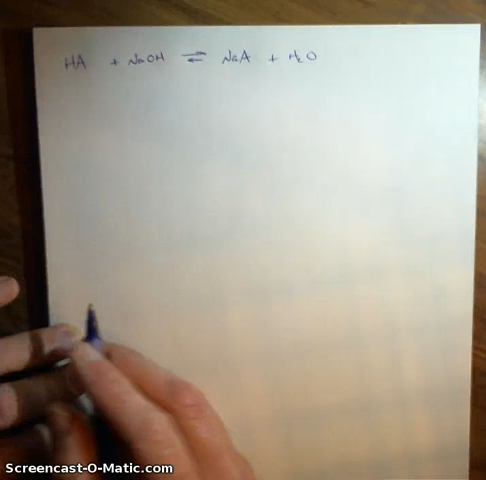 HA + NaOH ⇌ NaA + H₂O
Screencast-O-Matic.com